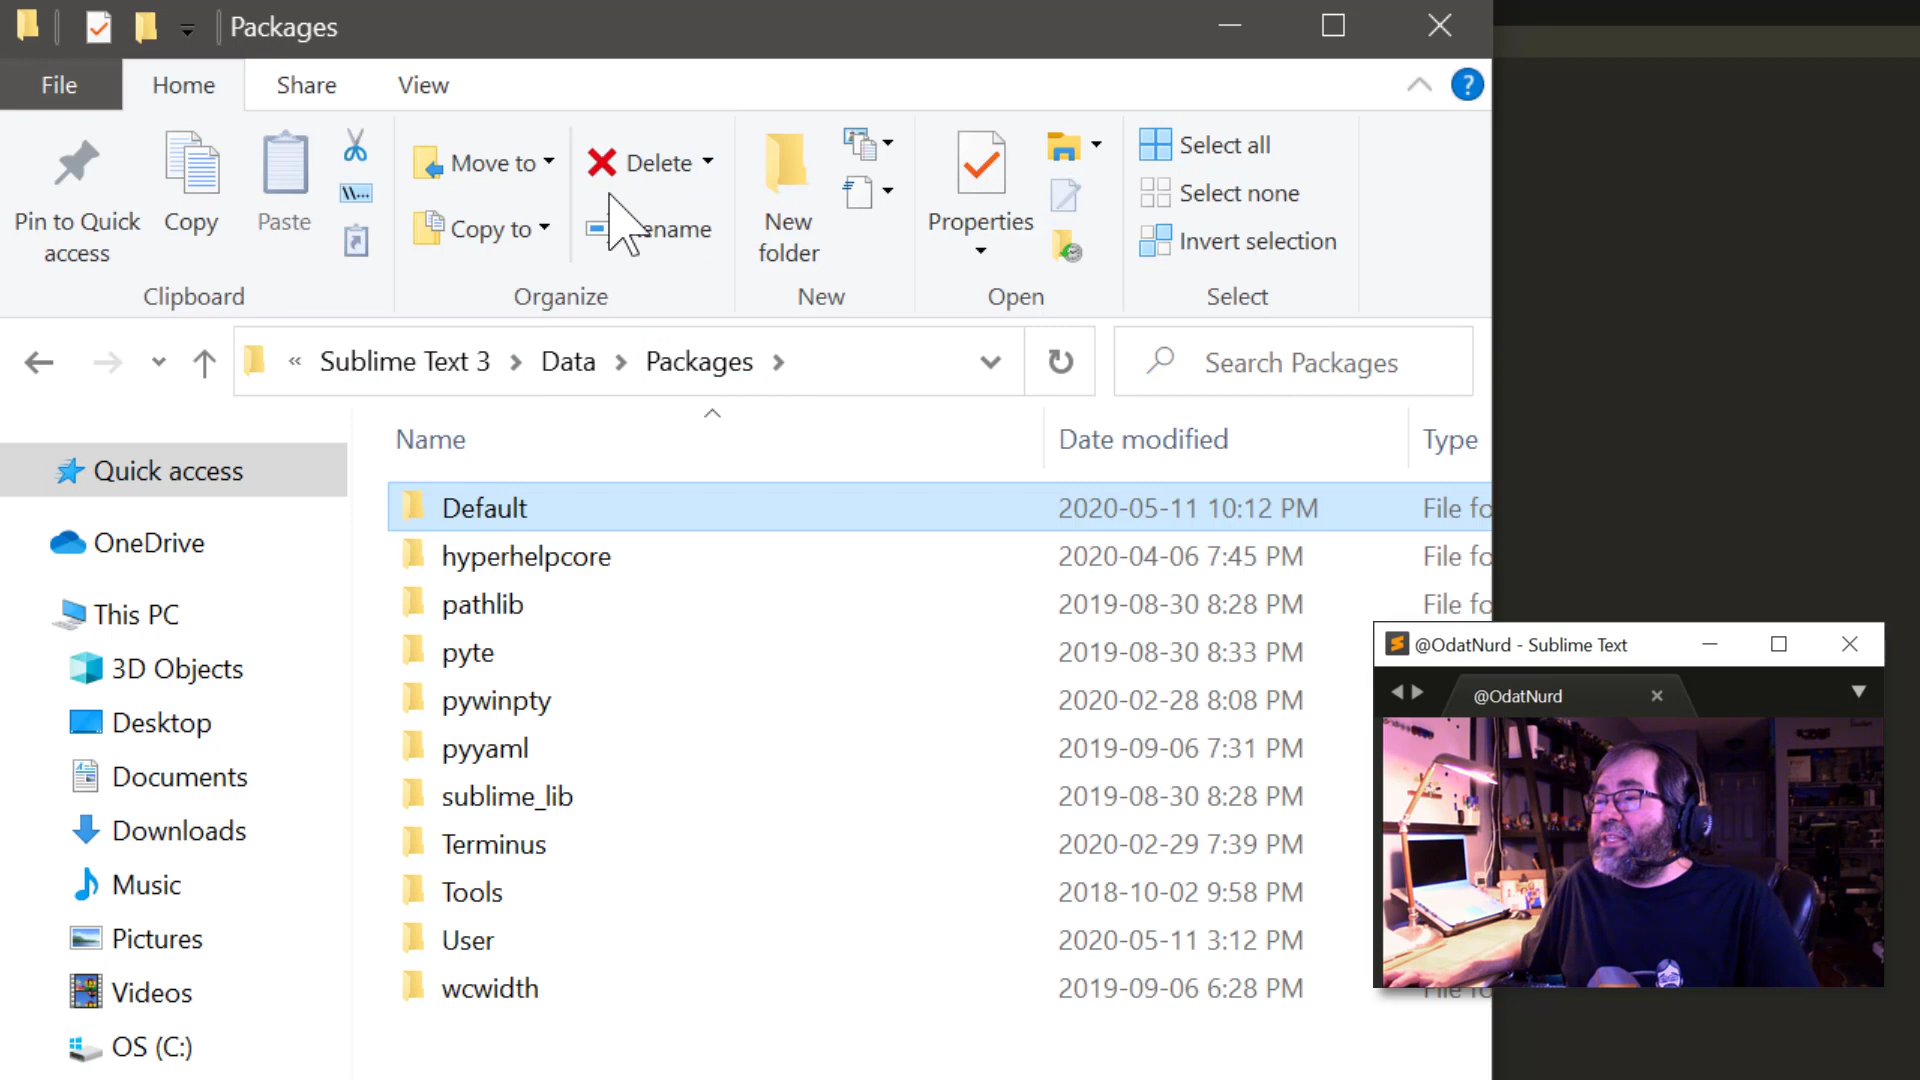 Packages
File
Home
Share
View
?
Pin to Quick
access
Copy
Paste
Move to
Copy to
Delete
ename
New
folder
Properties
Select all
Select none
Invert selection
Clipboard
Organize
New
Open
Select
« Sublime Text 3 > Data > Packages >
Search Packages
Name
Date modified
Type
Quick access
OneDrive
This PC
3D Objects
Desktop
Documents
Downloads
Music
Pictures
Videos
OS (C:)
Default 2020-05-11 10:12 PM File fo
hyperhelpcore 2020-04-06 7:45 PM File fo
pathlib 2019-08-30 8:28 PM File fo
pyte 2019-08-30 8:33 PM
pywinpty 2020-02-28 8:08 PM
pyyaml 2019-09-06 7:31 PM
sublime_lib 2019-08-30 8:28 PM
Terminus 2020-02-29 7:39 PM
Tools 2018-10-02 9:58 PM
User 2020-05-11 3:12 PM
wcwidth 2019-09-06 6:28 PM
@OdatNurd - Sublime Text
@OdatNurd